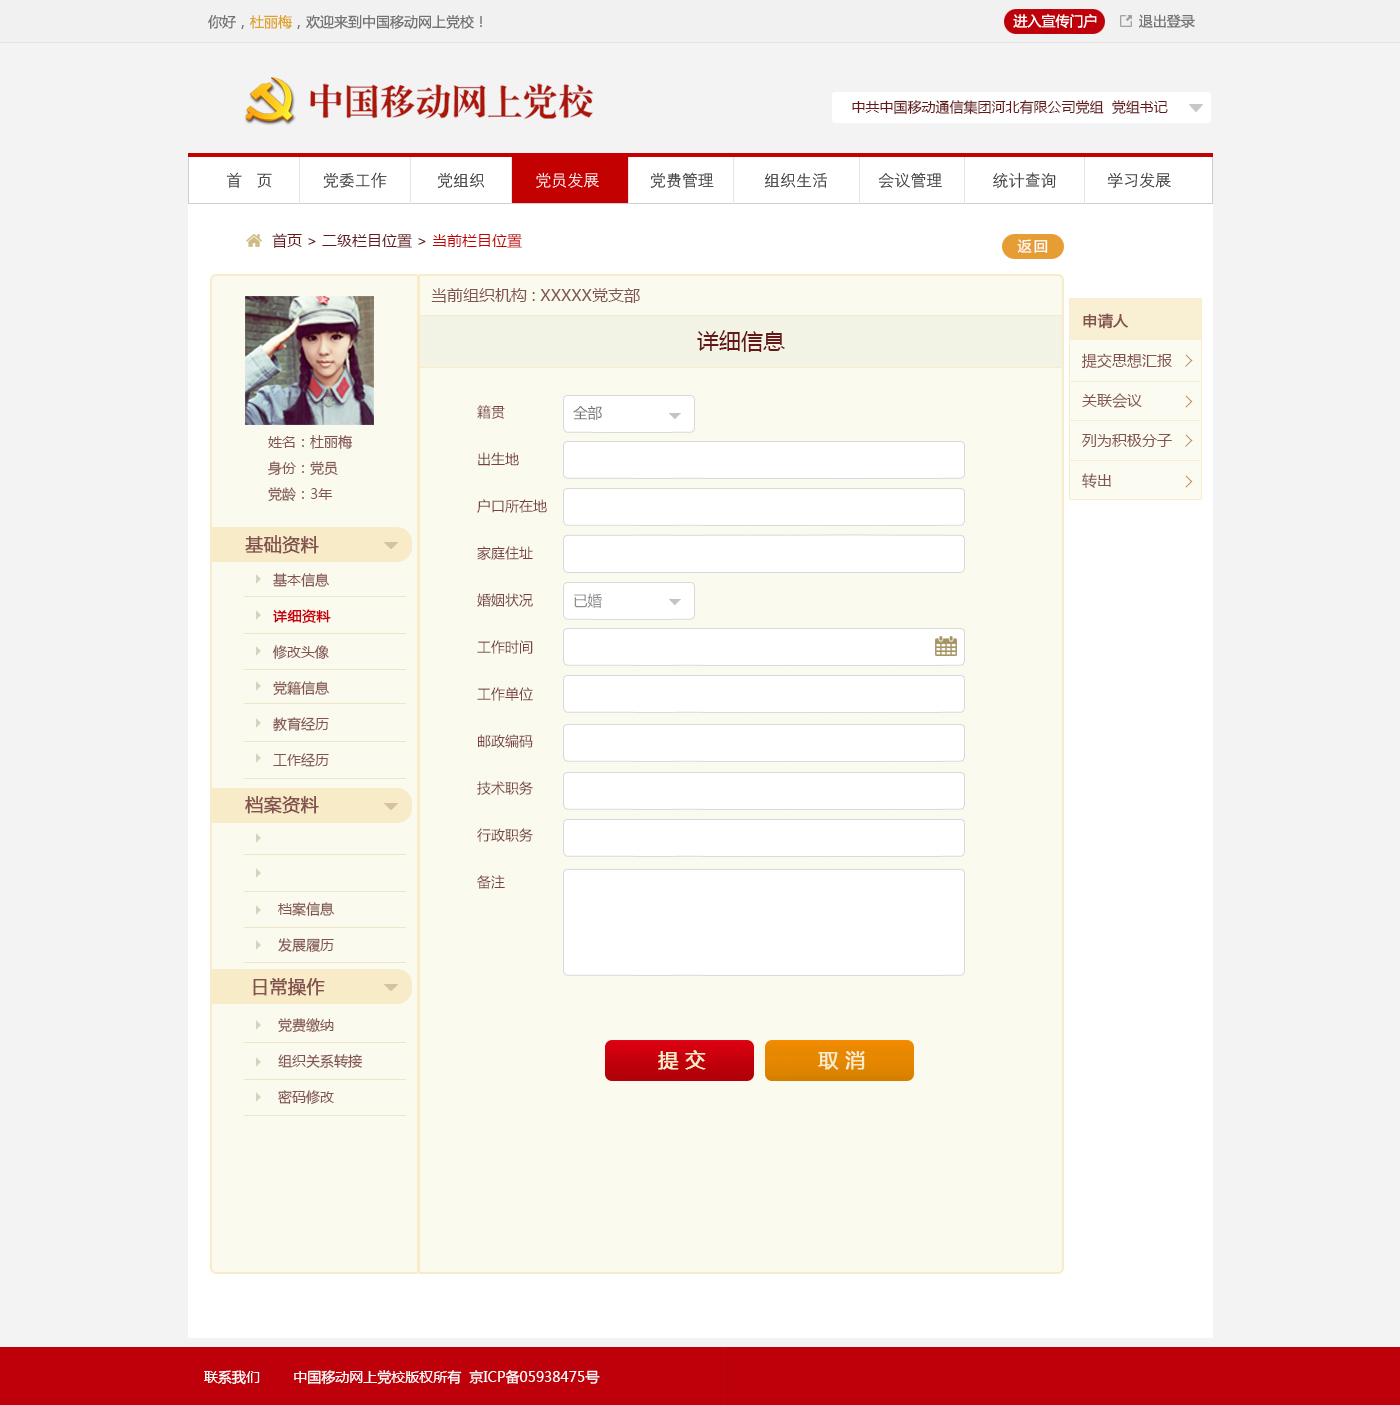 你好，杜丽梅，欢迎来到中国移动网上党校！
进入宣传门户
退出登录
中国移动网上党校
中共中国移动通信集团河北有限公司党组 党组书记
首 页
党委工作
党组织
党员发展
党费管理
组织生活
会议管理
统计查询
学习发展
首页 > 二级栏目位置 > 当前栏目位置
返回
姓名：杜丽梅
身份：党员
党龄：3年
基础资料
基本信息
详细资料
修改头像
党籍信息
教育经历
工作经历
档案资料
档案信息
发展履历
日常操作
党费缴纳
组织关系转接
密码修改
当前组织机构：XXXXX党支部
详细信息
籍贯 全部
出生地
户口所在地
家庭住址
婚姻状况 已婚
工作时间
工作单位
邮政编码
技术职务
行政职务
备注
提交
取消
申请人
提交思想汇报
关联会议
列为积极分子
转出
联系我们 中国移动网上党校版权所有 京ICP备05938475号